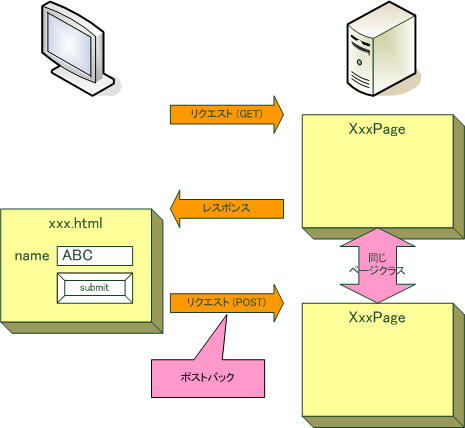 リクエスト(GET)
XxxPage
レスポンス
xxx.html
name ABC
submit
同じ
ページクラス
リクエスト(POST)
XxxPage
ポストバック